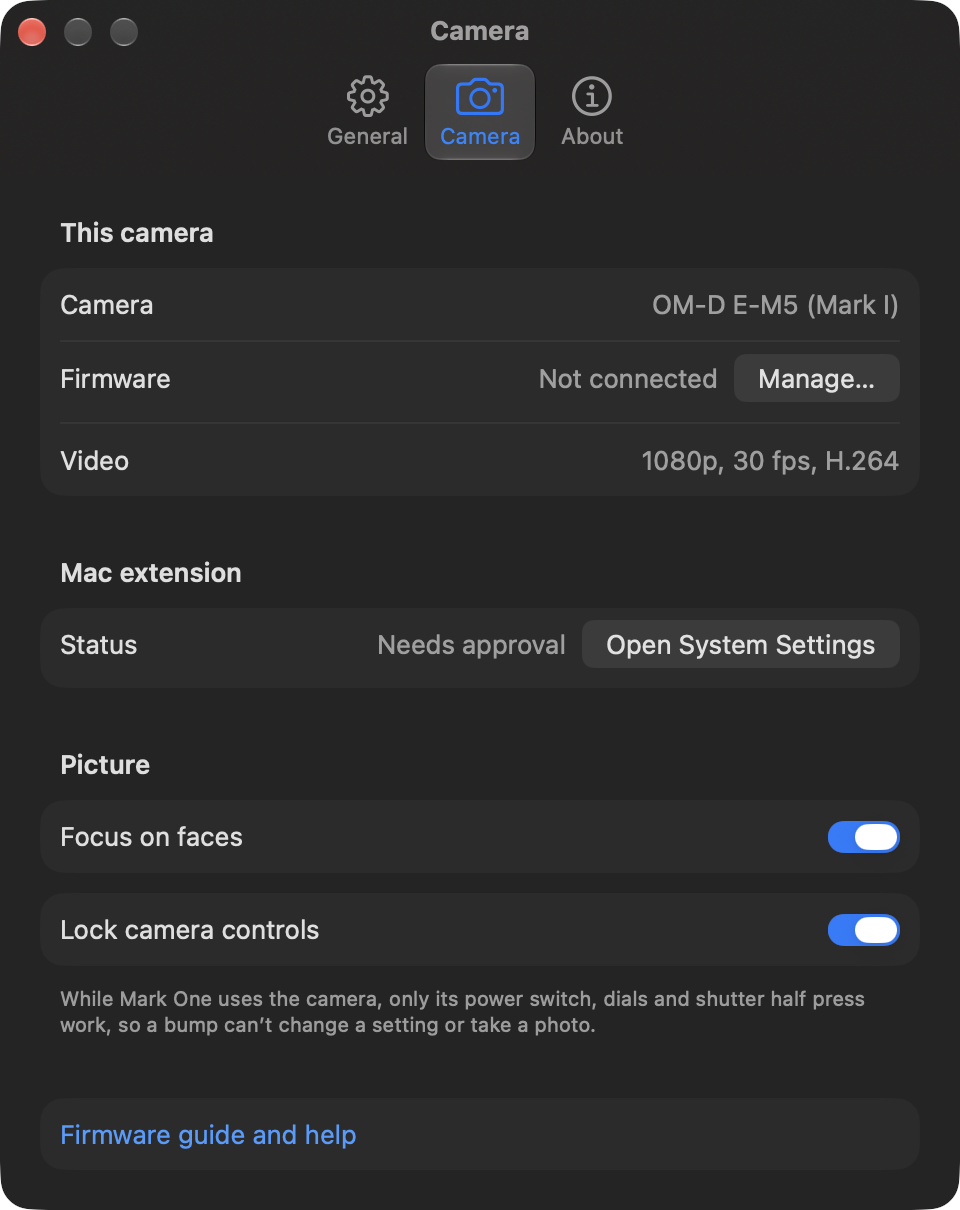 Camera
General
Camera
About
This camera
Camera OM-D E-M5 (Mark I)
Firmware Not connected Manage...
Video 1080p, 30 fps, H.264
Mac extension
Status Needs approval Open System Settings
Picture
Focus on faces
Lock camera controls
While Mark One uses the camera, only its power switch, dials and shutter half press
work, so a bump can’t change a setting or take a photo.
Firmware guide and help